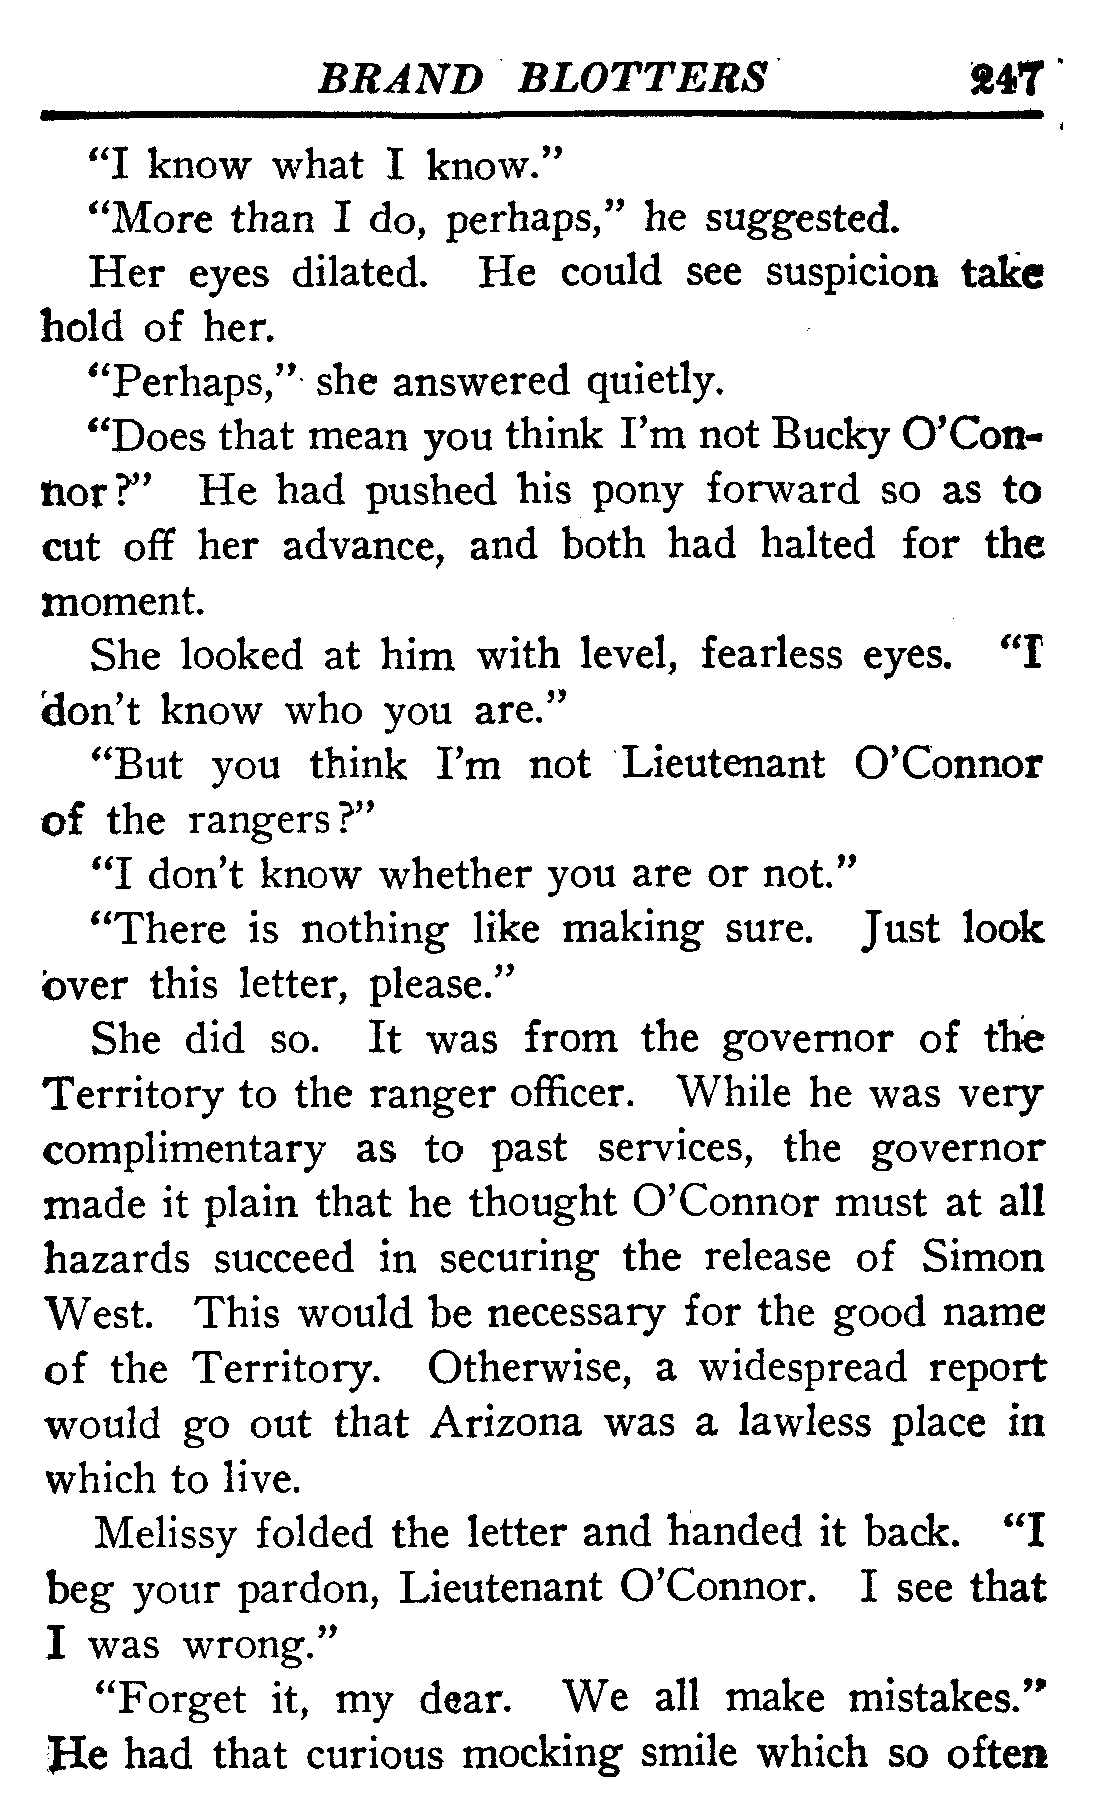 BRAND BLOTTERS 247
“I know what I know.”
“More than I do, perhaps,” he suggested.
Her eyes dilated. He could see suspicion take
hold of her.
“Perhaps,” she answered quietly.
“Does that mean you think I’m not Bucky O’Con-
nor?” He had pushed his pony forward so as to
cut off her advance, and both had halted for the
moment.
She looked at him with level, fearless eyes. “I
don’t know who you are.”
“But you think I’m not Lieutenant O’Connor
of the rangers?”
“I don’t know whether you are or not.”
“There is nothing like making sure. Just look
over this letter, please.”
She did so. It was from the governor of the
Territory to the ranger officer. While he was very
complimentary as to past services, the governor
made it plain that he thought O’Connor must at all
hazards succeed in securing the release of Simon
West. This would be necessary for the good name
of the Territory. Otherwise, a widespread report
would go out that Arizona was a lawless place in
which to live.
Melissy folded the letter and handed it back. “I
beg your pardon, Lieutenant O’Connor. I see that
I was wrong.”
“Forget it, my dear. We all make mistakes.”
He had that curious mocking smile which so often